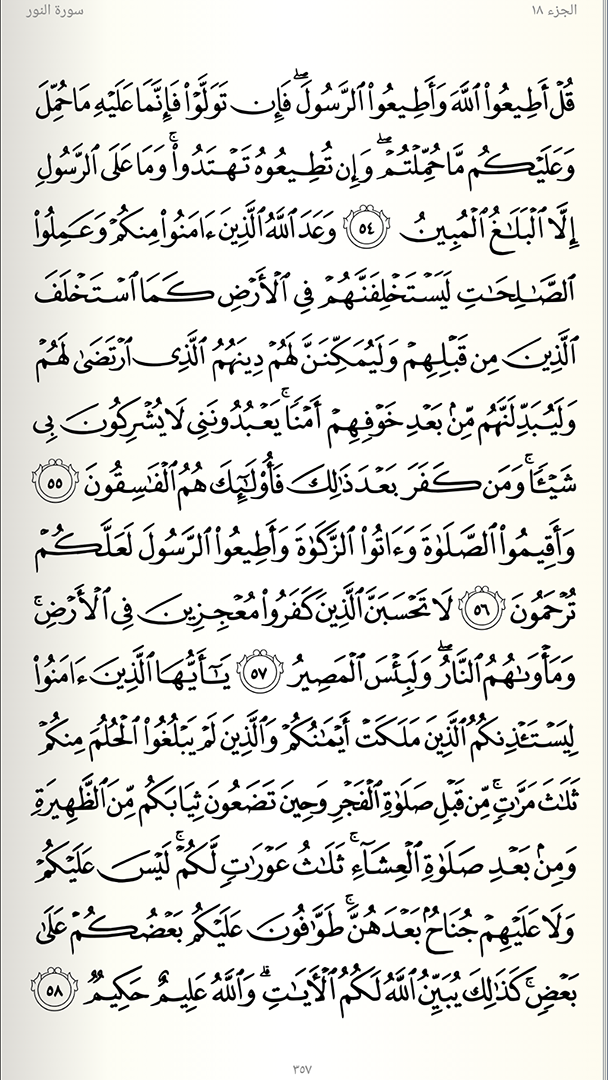 الجزء ١٨
سورة النور
قُلۡ أَطِيعُواْ ٱللَّهَ وَأَطِيعُواْ ٱلرَّسُولَۖ فَإِن تَوَلَّوۡاْ فَإِنَّمَا عَلَيۡهِ مَا حُمِّلَ
وَعَلَيۡكُم مَّا حُمِّلۡتُمۡۖ وَإِن تُطِيعُوهُ تَهۡتَدُواْۚ وَمَا عَلَى ٱلرَّسُولِ
إِلَّا ٱلۡبَلَٰغُ ٱلۡمُبِينُ ٥٤ وَعَدَ ٱللَّهُ ٱلَّذِينَ ءَامَنُواْ مِنكُمۡ وَعَمِلُواْ
ٱلصَّٰلِحَٰتِ لَيَسۡتَخۡلِفَنَّهُمۡ فِي ٱلۡأَرۡضِ كَمَا ٱسۡتَخۡلَفَ
ٱلَّذِينَ مِن قَبۡلِهِمۡ وَلَيُمَكِّنَنَّ لَهُمۡ دِينَهُمُ ٱلَّذِي ٱرۡتَضَىٰ لَهُمۡ
وَلَيُبَدِّلَنَّهُم مِّنۢ بَعۡدِ خَوۡفِهِمۡ أَمۡنٗاۚ يَعۡبُدُونَنِي لَا يُشۡرِكُونَ بِي
شَيۡـٔٗاۚ وَمَن كَفَرَ بَعۡدَ ذَٰلِكَ فَأُوْلَٰٓئِكَ هُمُ ٱلۡفَٰسِقُونَ ٥٥
وَأَقِيمُواْ ٱلصَّلَوٰةَ وَءَاتُواْ ٱلزَّكَوٰةَ وَأَطِيعُواْ ٱلرَّسُولَ لَعَلَّكُمۡ
تُرۡحَمُونَ ٥٦ لَا تَحۡسَبَنَّ ٱلَّذِينَ كَفَرُواْ مُعۡجِزِينَ فِي ٱلۡأَرۡضِۚ
وَمَأۡوَىٰهُمُ ٱلنَّارُۖ وَلَبِئۡسَ ٱلۡمَصِيرُ ٥٧ يَٰٓأَيُّهَا ٱلَّذِينَ ءَامَنُواْ
لِيَسۡتَـٔۡذِنكُمُ ٱلَّذِينَ مَلَكَتۡ أَيۡمَٰنُكُمۡ وَٱلَّذِينَ لَمۡ يَبۡلُغُواْ ٱلۡحُلُمَ مِنكُمۡ
ثَلَٰثَ مَرَّٰتٖۚ مِّن قَبۡلِ صَلَوٰةِ ٱلۡفَجۡرِ وَحِينَ تَضَعُونَ ثِيَابَكُم مِّنَ ٱلظَّهِيرَةِ
وَمِنۢ بَعۡدِ صَلَوٰةِ ٱلۡعِشَآءِۚ ثَلَٰثُ عَوۡرَٰتٖ لَّكُمۡۚ لَيۡسَ عَلَيۡكُمۡ
وَلَا عَلَيۡهِمۡ جُنَاحُۢ بَعۡدَهُنَّۚ طَوَّٰفُونَ عَلَيۡكُم بَعۡضُكُمۡ عَلَىٰ
بَعۡضٖۚ كَذَٰلِكَ يُبَيِّنُ ٱللَّهُ لَكُمُ ٱلۡأٓيَٰتِۗ وَٱللَّهُ عَلِيمٌ حَكِيمٞ ٥٨
٣٥٧